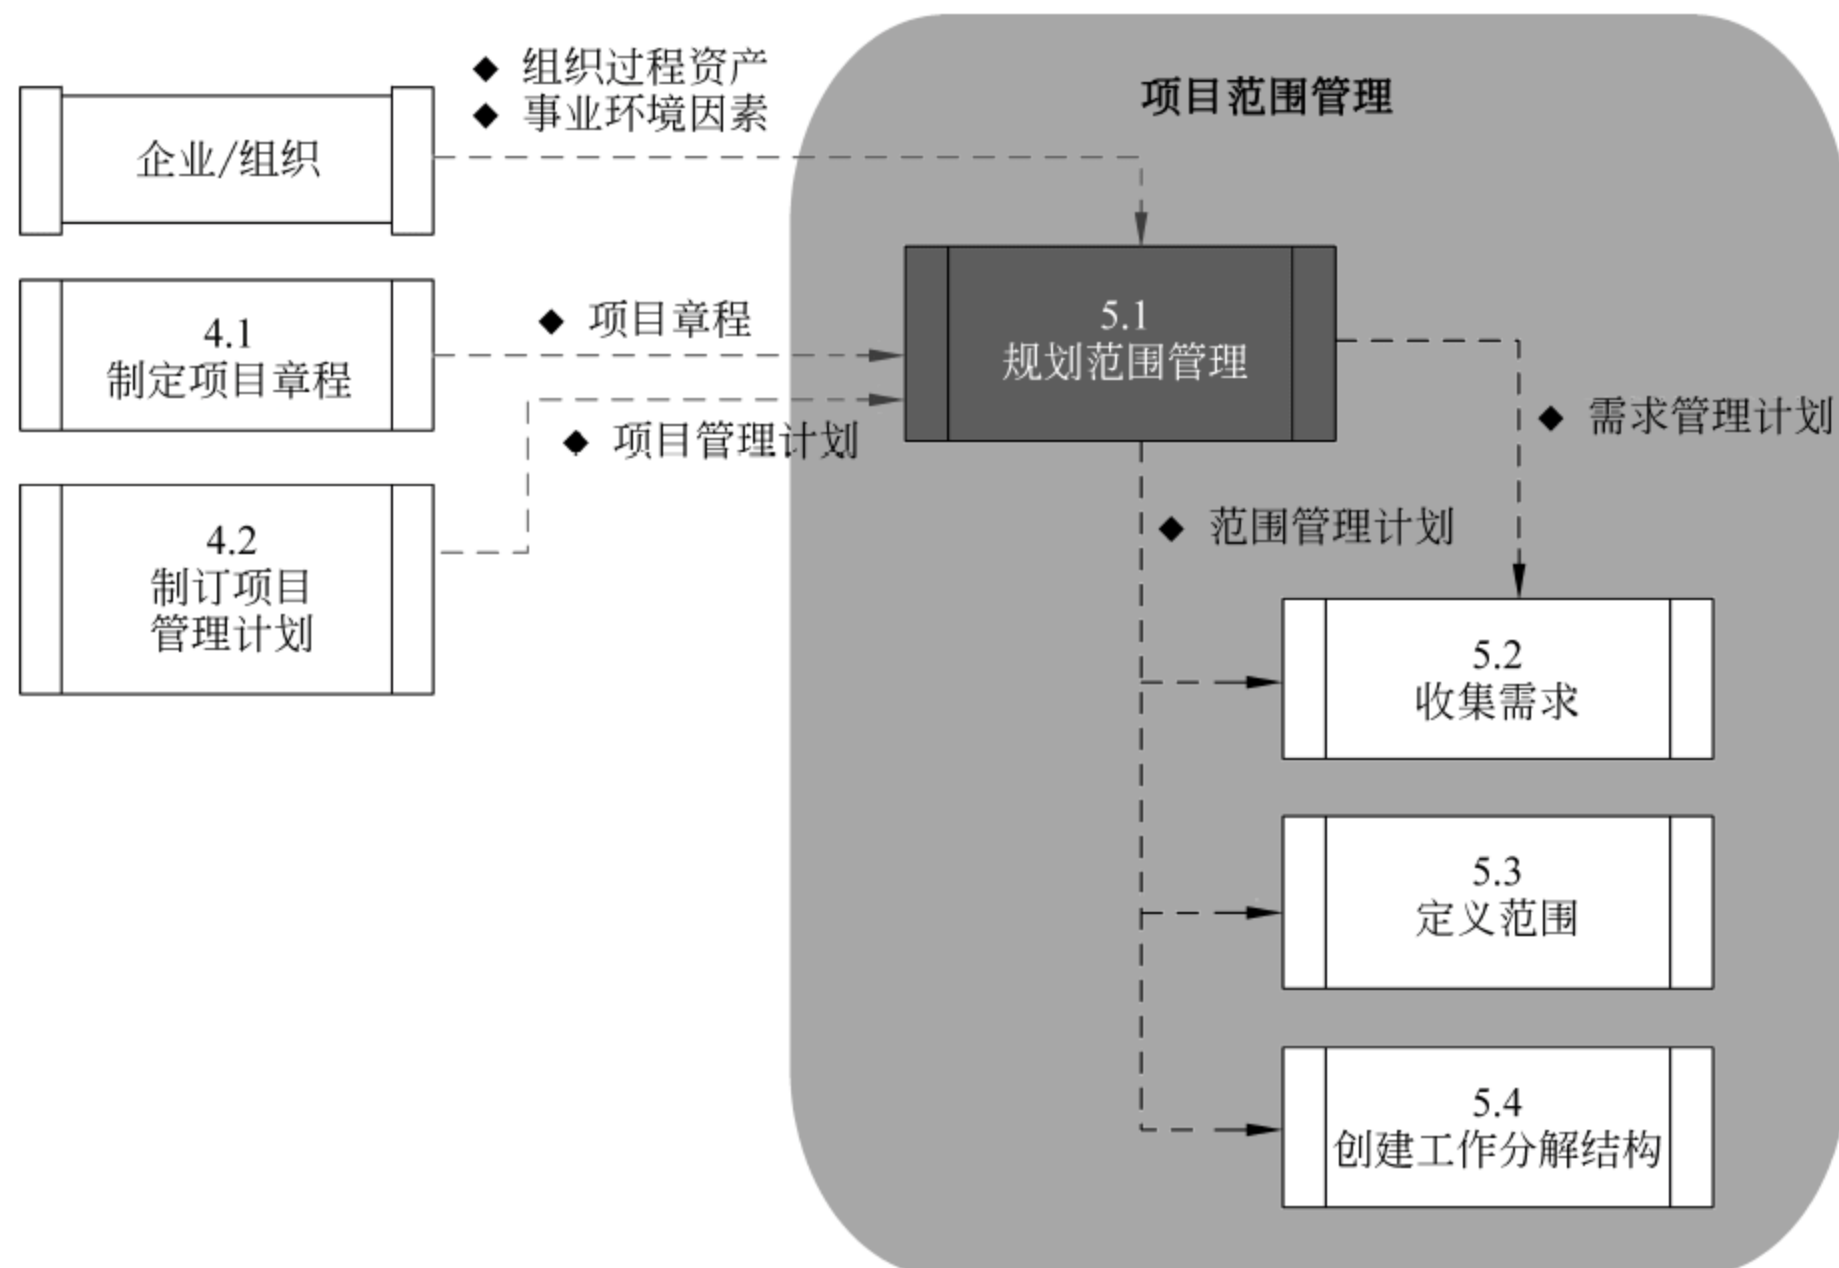 ◆ 组织过程资产
◆ 事业环境因素
企业/组织
项目范围管理
4.1
制定项目章程
◆ 项目章程
5.1
规划范围管理
◆ 项目管理计划
◆ 需求管理计划
4.2
制订项目
管理计划
◆ 范围管理计划
5.2
收集需求
5.3
定义范围
5.4
创建工作分解结构